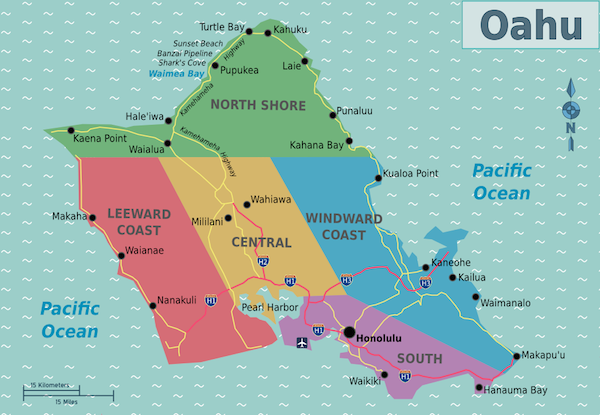 Oahu
Turtle Bay
Kahuku
Sunset Beach
Banzai Pipeline
Shark's Cove
Waimea Bay
Pupukea
Kamehameha Highway
Laie
NORTH SHORE
Hale'iwa
Punaluu
Kaena Point
Waialua
Kamehameha Highway
Kahana Bay
N
Kualoa Point
Pacific
Ocean
Wahiawa
LEEWARD
COAST
Makaha
Mililani
WINDWARD
COAST
CENTRAL
Waianae
H2
Kaneohe
H1
H3
H3
Kailua
Nanakuli
H1
Pearl Harbor
Waimanalo
Pacific
Ocean
H1
Honolulu
SOUTH
Makapu'u
Waikiki
H1
Hanauma Bay
15 Kilometers
15 Miles